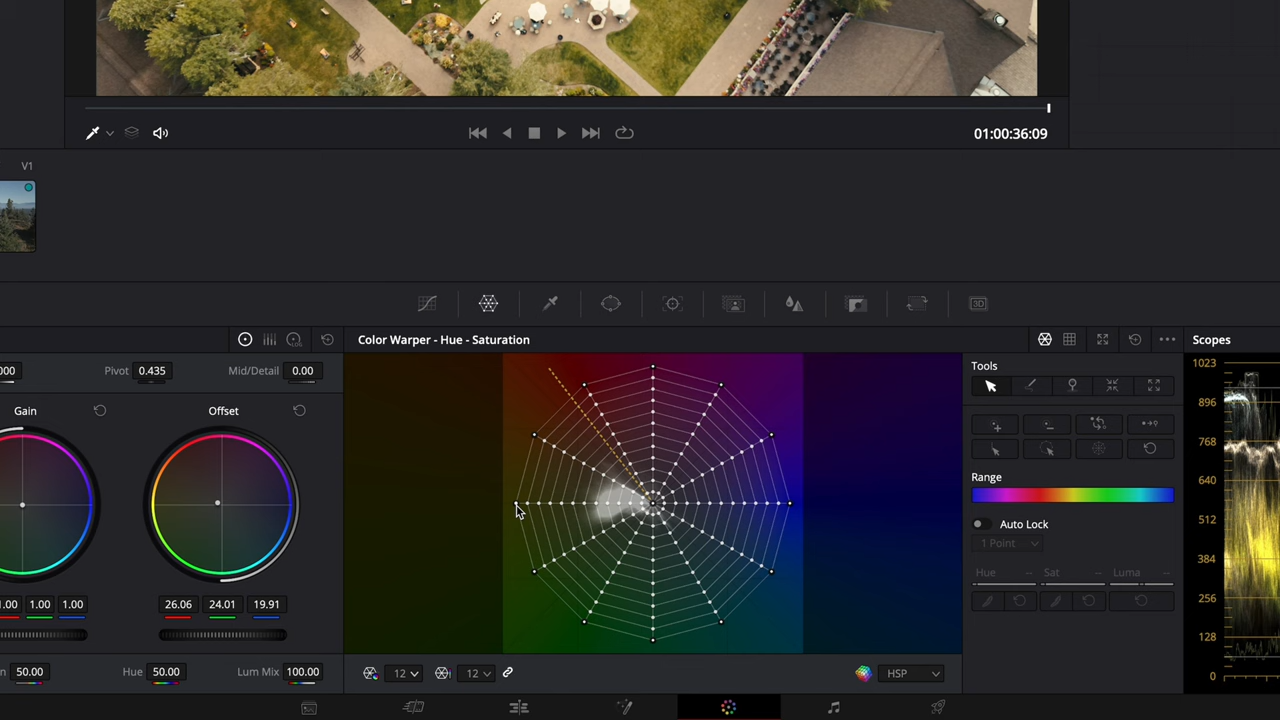 01:00:36:09
V1
Color Warper - Hue - Saturation
Scopes
000
Pivot
0.435
Mid/Detail
0.00
Gain
Offset
1.00
1.00
1.00
26.06
24.01
19.91
n
50.00
Hue
50.00
Lum Mix
100.00
12
12
HSP
Tools
Range
Auto Lock
1 Point
Hue
--
Sat
--
Luma
--
3D
LOG
1023
896
768
640
512
384
256
128
0